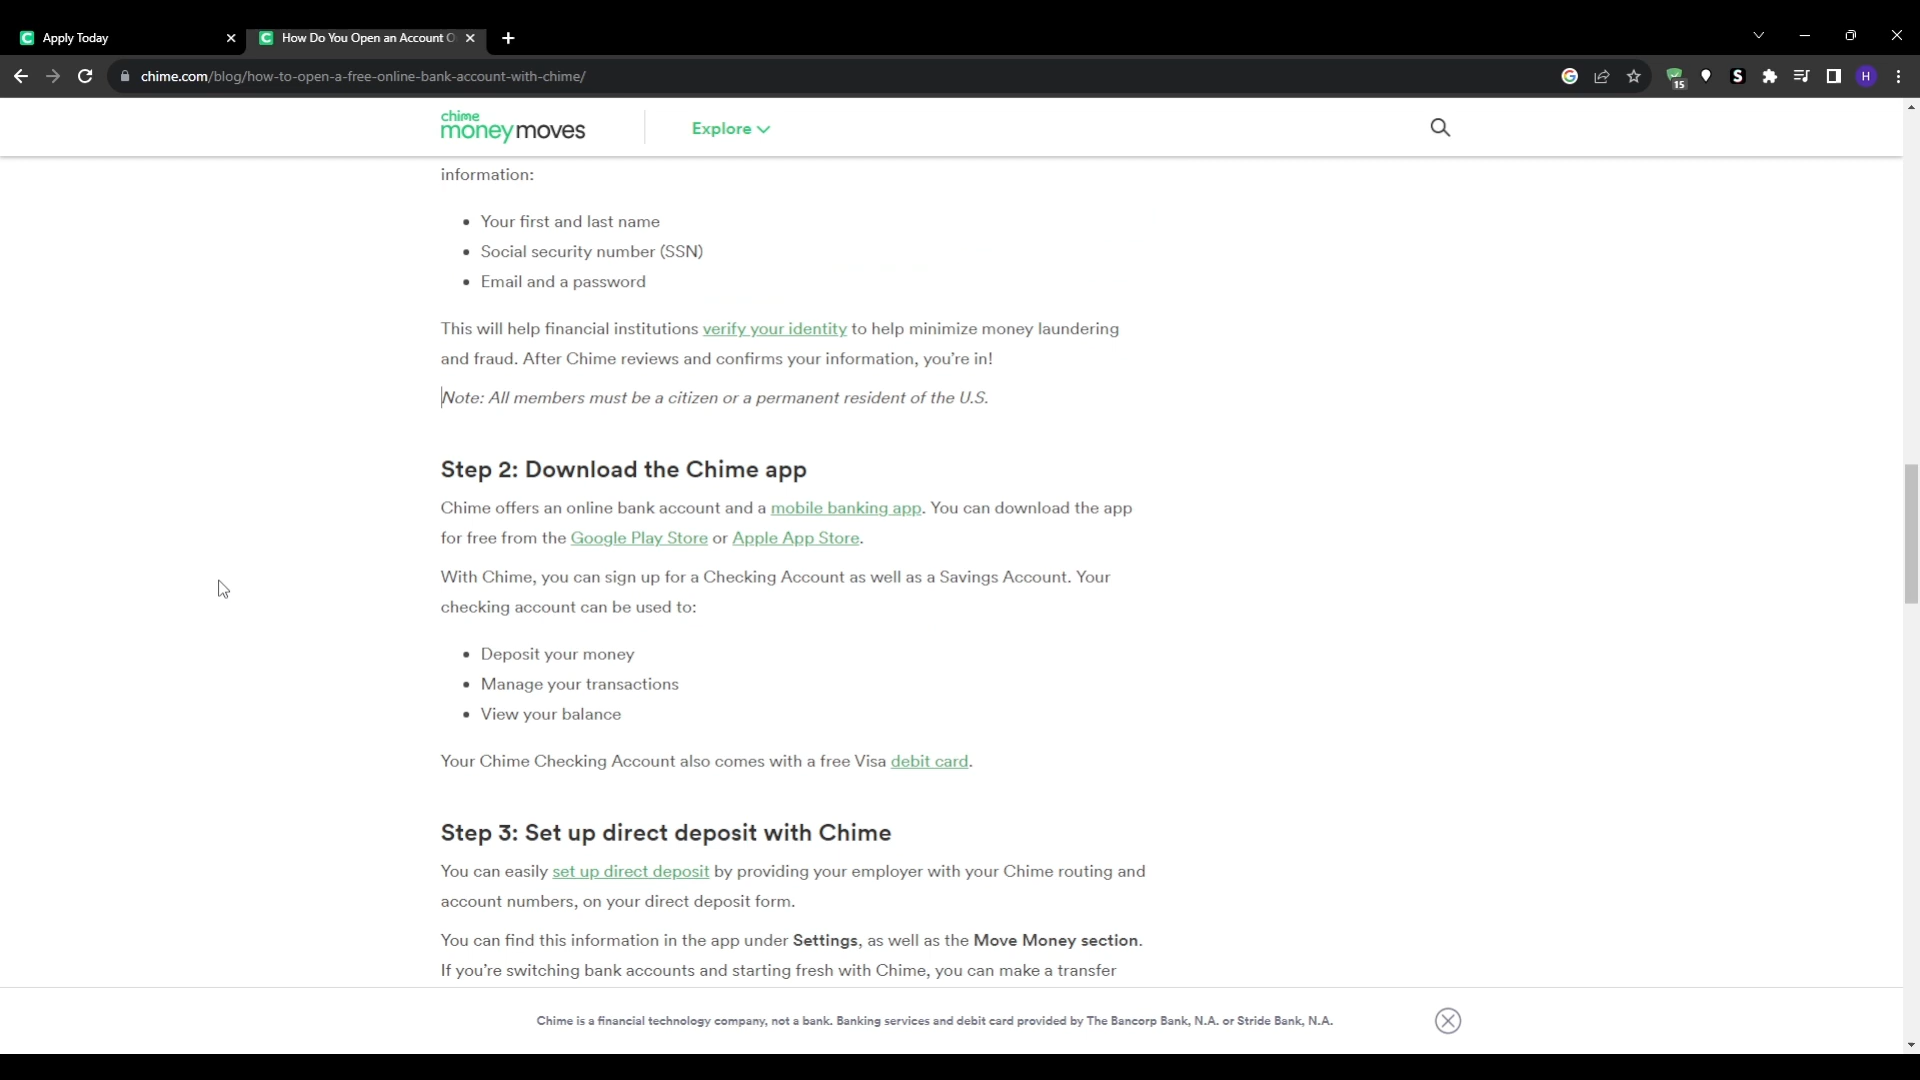 Apply Today
How Do You Open an Account O
chime.com/blog/how-to-open-a-free-online-bank-account-with-chime/
15
S
H
chime
moneymoves
Explore
information:
Your first and last name
Social security number (SSN)
Email and a password
This will help financial institutions verify your identity to help minimize money laundering
and fraud. After Chime reviews and confirms your information, you're in!
Note: All members must be a citizen or a permanent resident of the U.S.
Step 2: Download the Chime app
Chime offers an online bank account and a mobile banking app. You can download the app
for free from the Google Play Store or Apple App Store.
With Chime, you can sign up for a Checking Account as well as a Savings Account. Your
checking account can be used to:
Deposit your money
Manage your transactions
View your balance
Your Chime Checking Account also comes with a free Visa debit card.
Step 3: Set up direct deposit with Chime
You can easily set up direct deposit by providing your employer with your Chime routing and
account numbers, on your direct deposit form.
You can find this information in the app under Settings, as well as the Move Money section.
If you're switching bank accounts and starting fresh with Chime, you can make a transfer
Chime is a financial technology company, not a bank. Banking services and debit card provided by The Bancorp Bank, N.A. or Stride Bank, N.A.